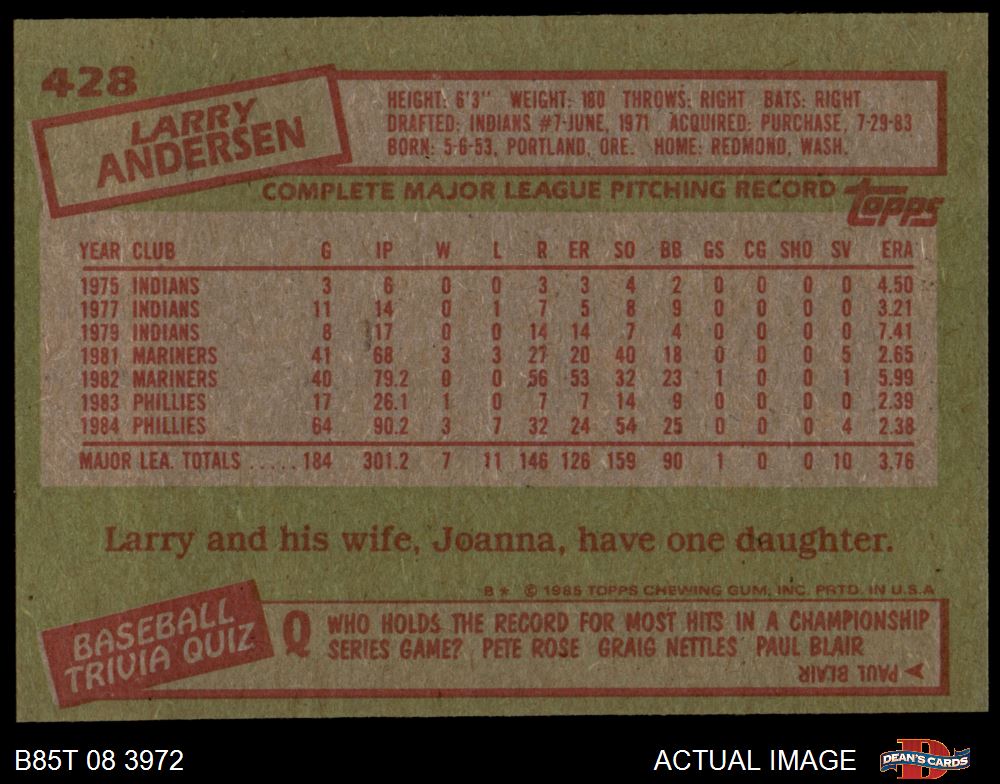 428
LARRY
ANDERSEN
HEIGHT: 6'3" WEIGHT: 180 THROWS: RIGHT BATS: RIGHT
DRAFTED: INDIANS #7-JUNE, 1971 ACQUIRED: PURCHASE, 7-29-83
BORN: 5-6-53, PORTLAND, ORE. HOME: REDMOND, WASH.
COMPLETE MAJOR LEAGUE PITCHING RECORD
topps
YEAR CLUB G IP W L R ER SO BB GS CG SHO SV ERA
1975 INDIANS 3 6 0 0 3 3 4 2 0 0 0 0 4.50
1977 INDIANS 11 14 0 1 7 5 8 9 0 0 0 0 3.21
1979 INDIANS 8 17 0 0 14 14 7 4 0 0 0 0 7.41
1981 MARINERS 41 68 3 3 27 20 40 18 0 0 0 5 2.65
1982 MARINERS 40 79.2 0 0 56 53 32 23 1 0 0 1 5.99
1983 PHILLIES 17 26.1 1 0 7 7 14 9 0 0 0 0 2.39
1984 PHILLIES 64 90.2 3 7 32 24 54 25 0 0 0 4 2.38
MAJOR LEA. TOTALS ..... 184 301.2 7 11 146 126 159 90 1 0 0 10 3.76
Larry and his wife, Joanna, have one daughter.
B* © 1985 TOPPS CHEWING GUM, INC. PRTD. IN U.S.A
BASEBALL
TRIVIA QUIZ
Q WHO HOLDS THE RECORD FOR MOST HITS IN A CHAMPIONSHIP
SERIES GAME? PETE ROSE GRAIG NETTLES PAUL BLAIR
PAUL BLAIR
B85T 08 3972
ACTUAL IMAGE
DEAN'S CARDS